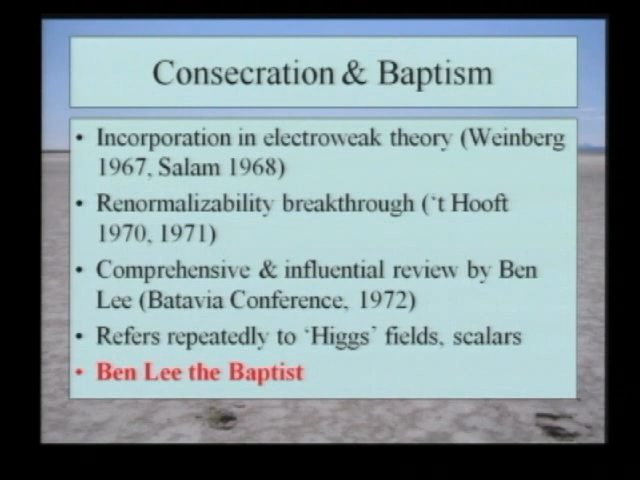 Consecration & Baptism
• Incorporation in electroweak theory (Weinberg
1967, Salam 1968)
• Renormalizability breakthrough (‘t Hooft
1970, 1971)
• Comprehensive & influential review by Ben
Lee (Batavia Conference, 1972)
• Refers repeatedly to ‘Higgs’ fields, scalars
• Ben Lee the Baptist